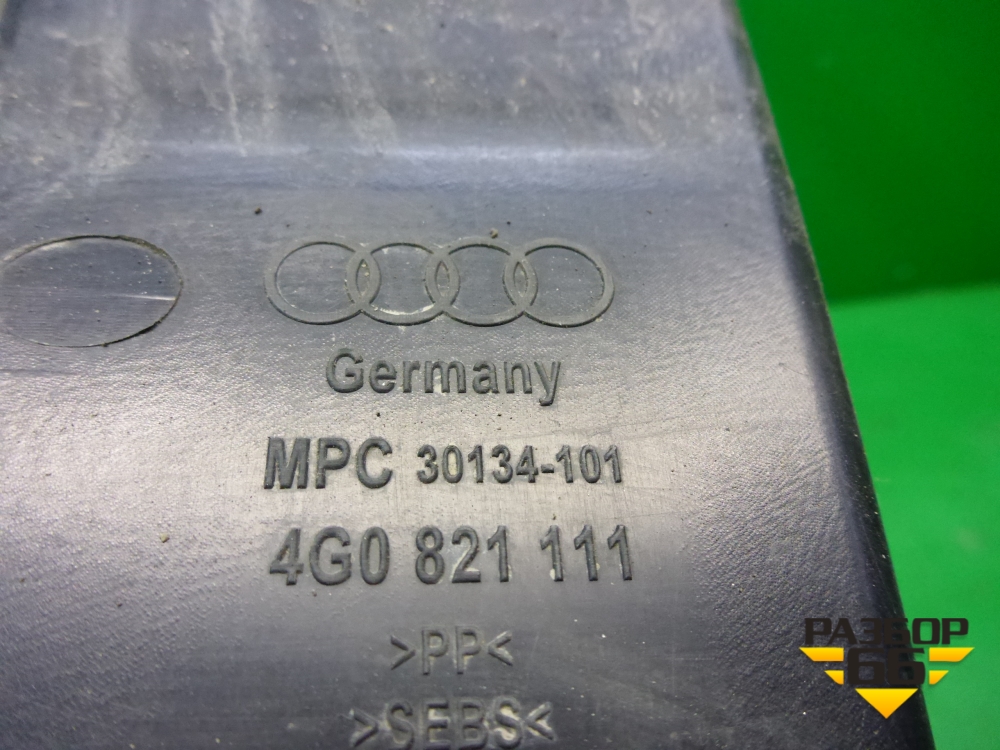 Germany
MPC 30134-101
4G0 821 111
>PP<
>SEBS<
РАЗБОР
66